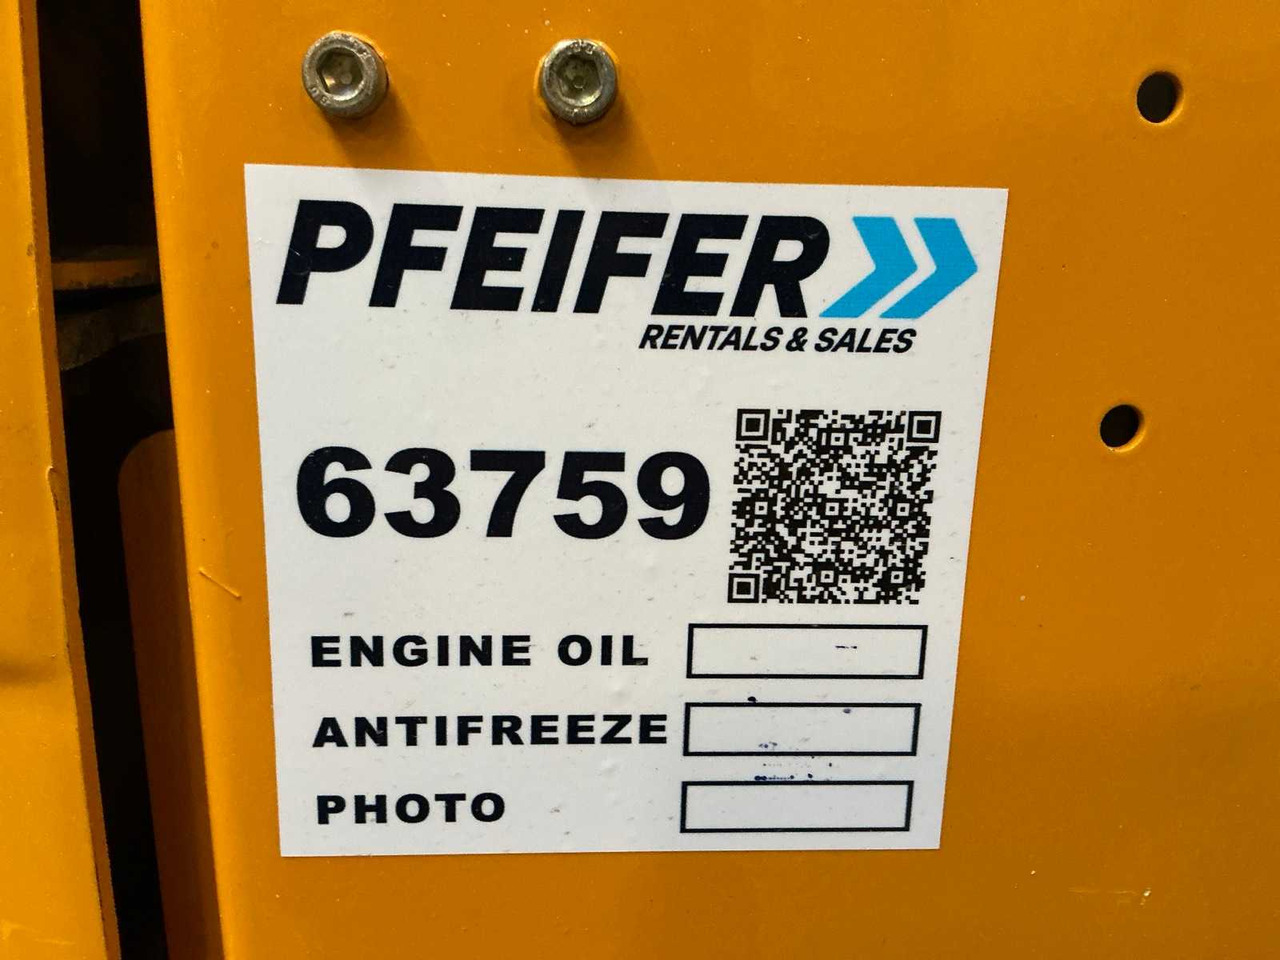 PFEIFER
RENTALS & SALES
63759
ENGINE OIL
ANTIFREEZE
PHOTO